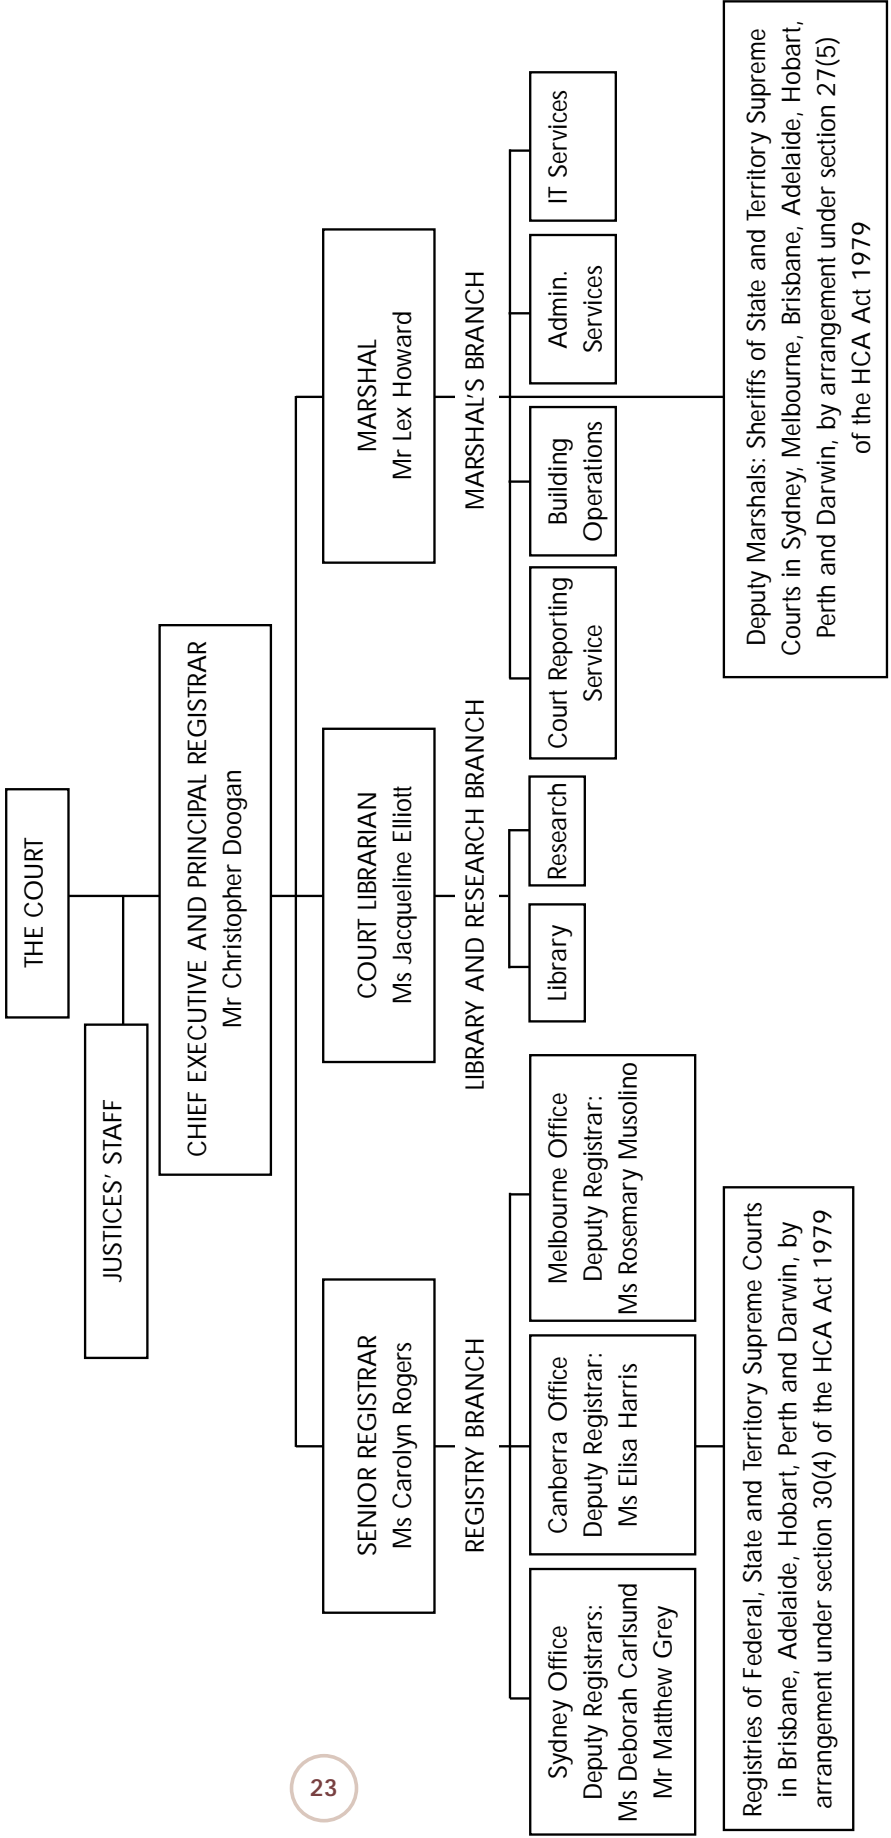 THE COURT
JUSTICES' STAFF
CHIEF EXECUTIVE AND PRINCIPAL REGISTRAR
Mr Christopher Doogan
SENIOR REGISTRAR
Ms Carolyn Rogers
COURT LIBRARIAN
Ms Jacqueline Elliott
MARSHAL
Mr Lex Howard
REGISTRY BRANCH
LIBRARY AND RESEARCH BRANCH
MARSHAL'S BRANCH
Sydney Office
Deputy Registrars:
Ms Deborah Carlsund
Mr Matthew Grey
Canberra Office
Deputy Registrar:
Ms Elisa Harris
Melbourne Office
Deputy Registrar:
Ms Rosemary Musolino
Library
Research
Court Reporting
Service
Building
Operations
Admin.
Services
IT Services
Registries of Federal, State and Territory Supreme Courts
in Brisbane, Adelaide, Hobart, Perth and Darwin, by
arrangement under section 30(4) of the HCA Act 1979
Deputy Marshals: Sheriffs of State and Territory Supreme
Courts in Sydney, Melbourne, Brisbane, Adelaide, Hobart,
Perth and Darwin, by arrangement under section 27(5)
of the HCA Act 1979
23